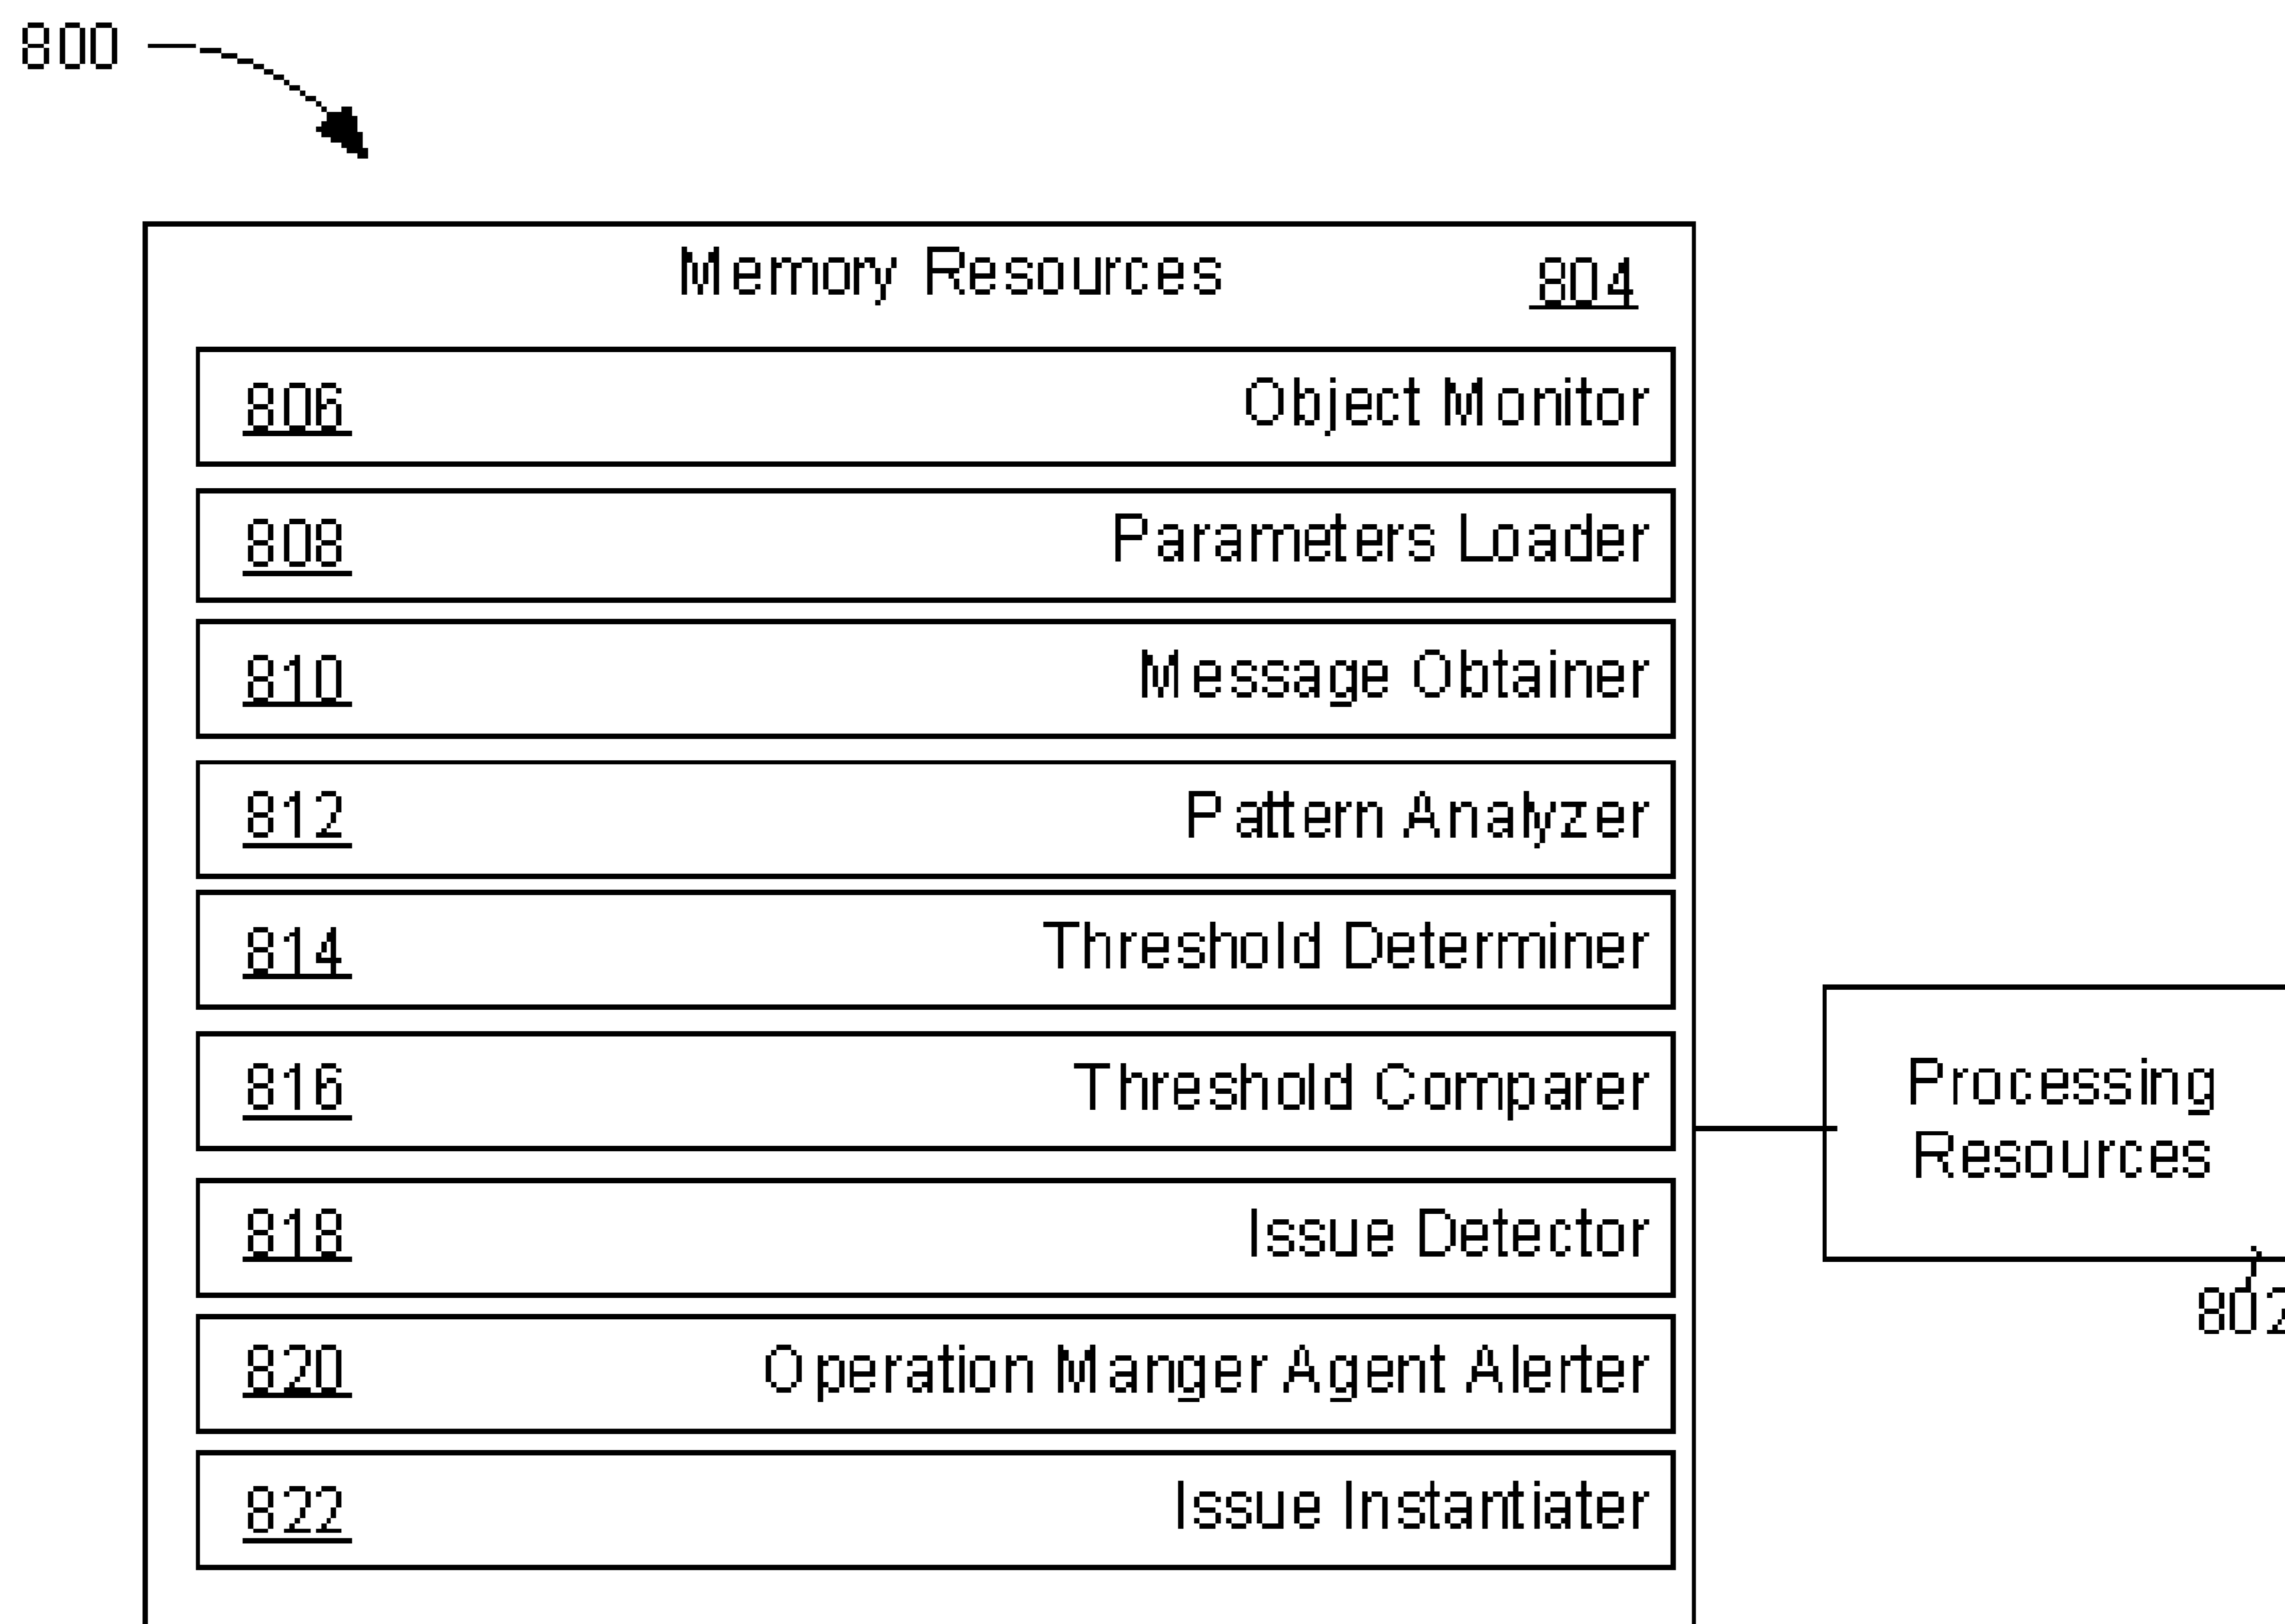 800
Memory Resources 804
806 Object Monitor
808 Parameters Loader
810 Message Obtainer
812 Pattern Analyzer
814 Threshold Determiner
816 Threshold Comparer
818 Issue Detector
820 Operation Manger Agent Alerter
822 Issue Instantiater
Processing
Resources
802